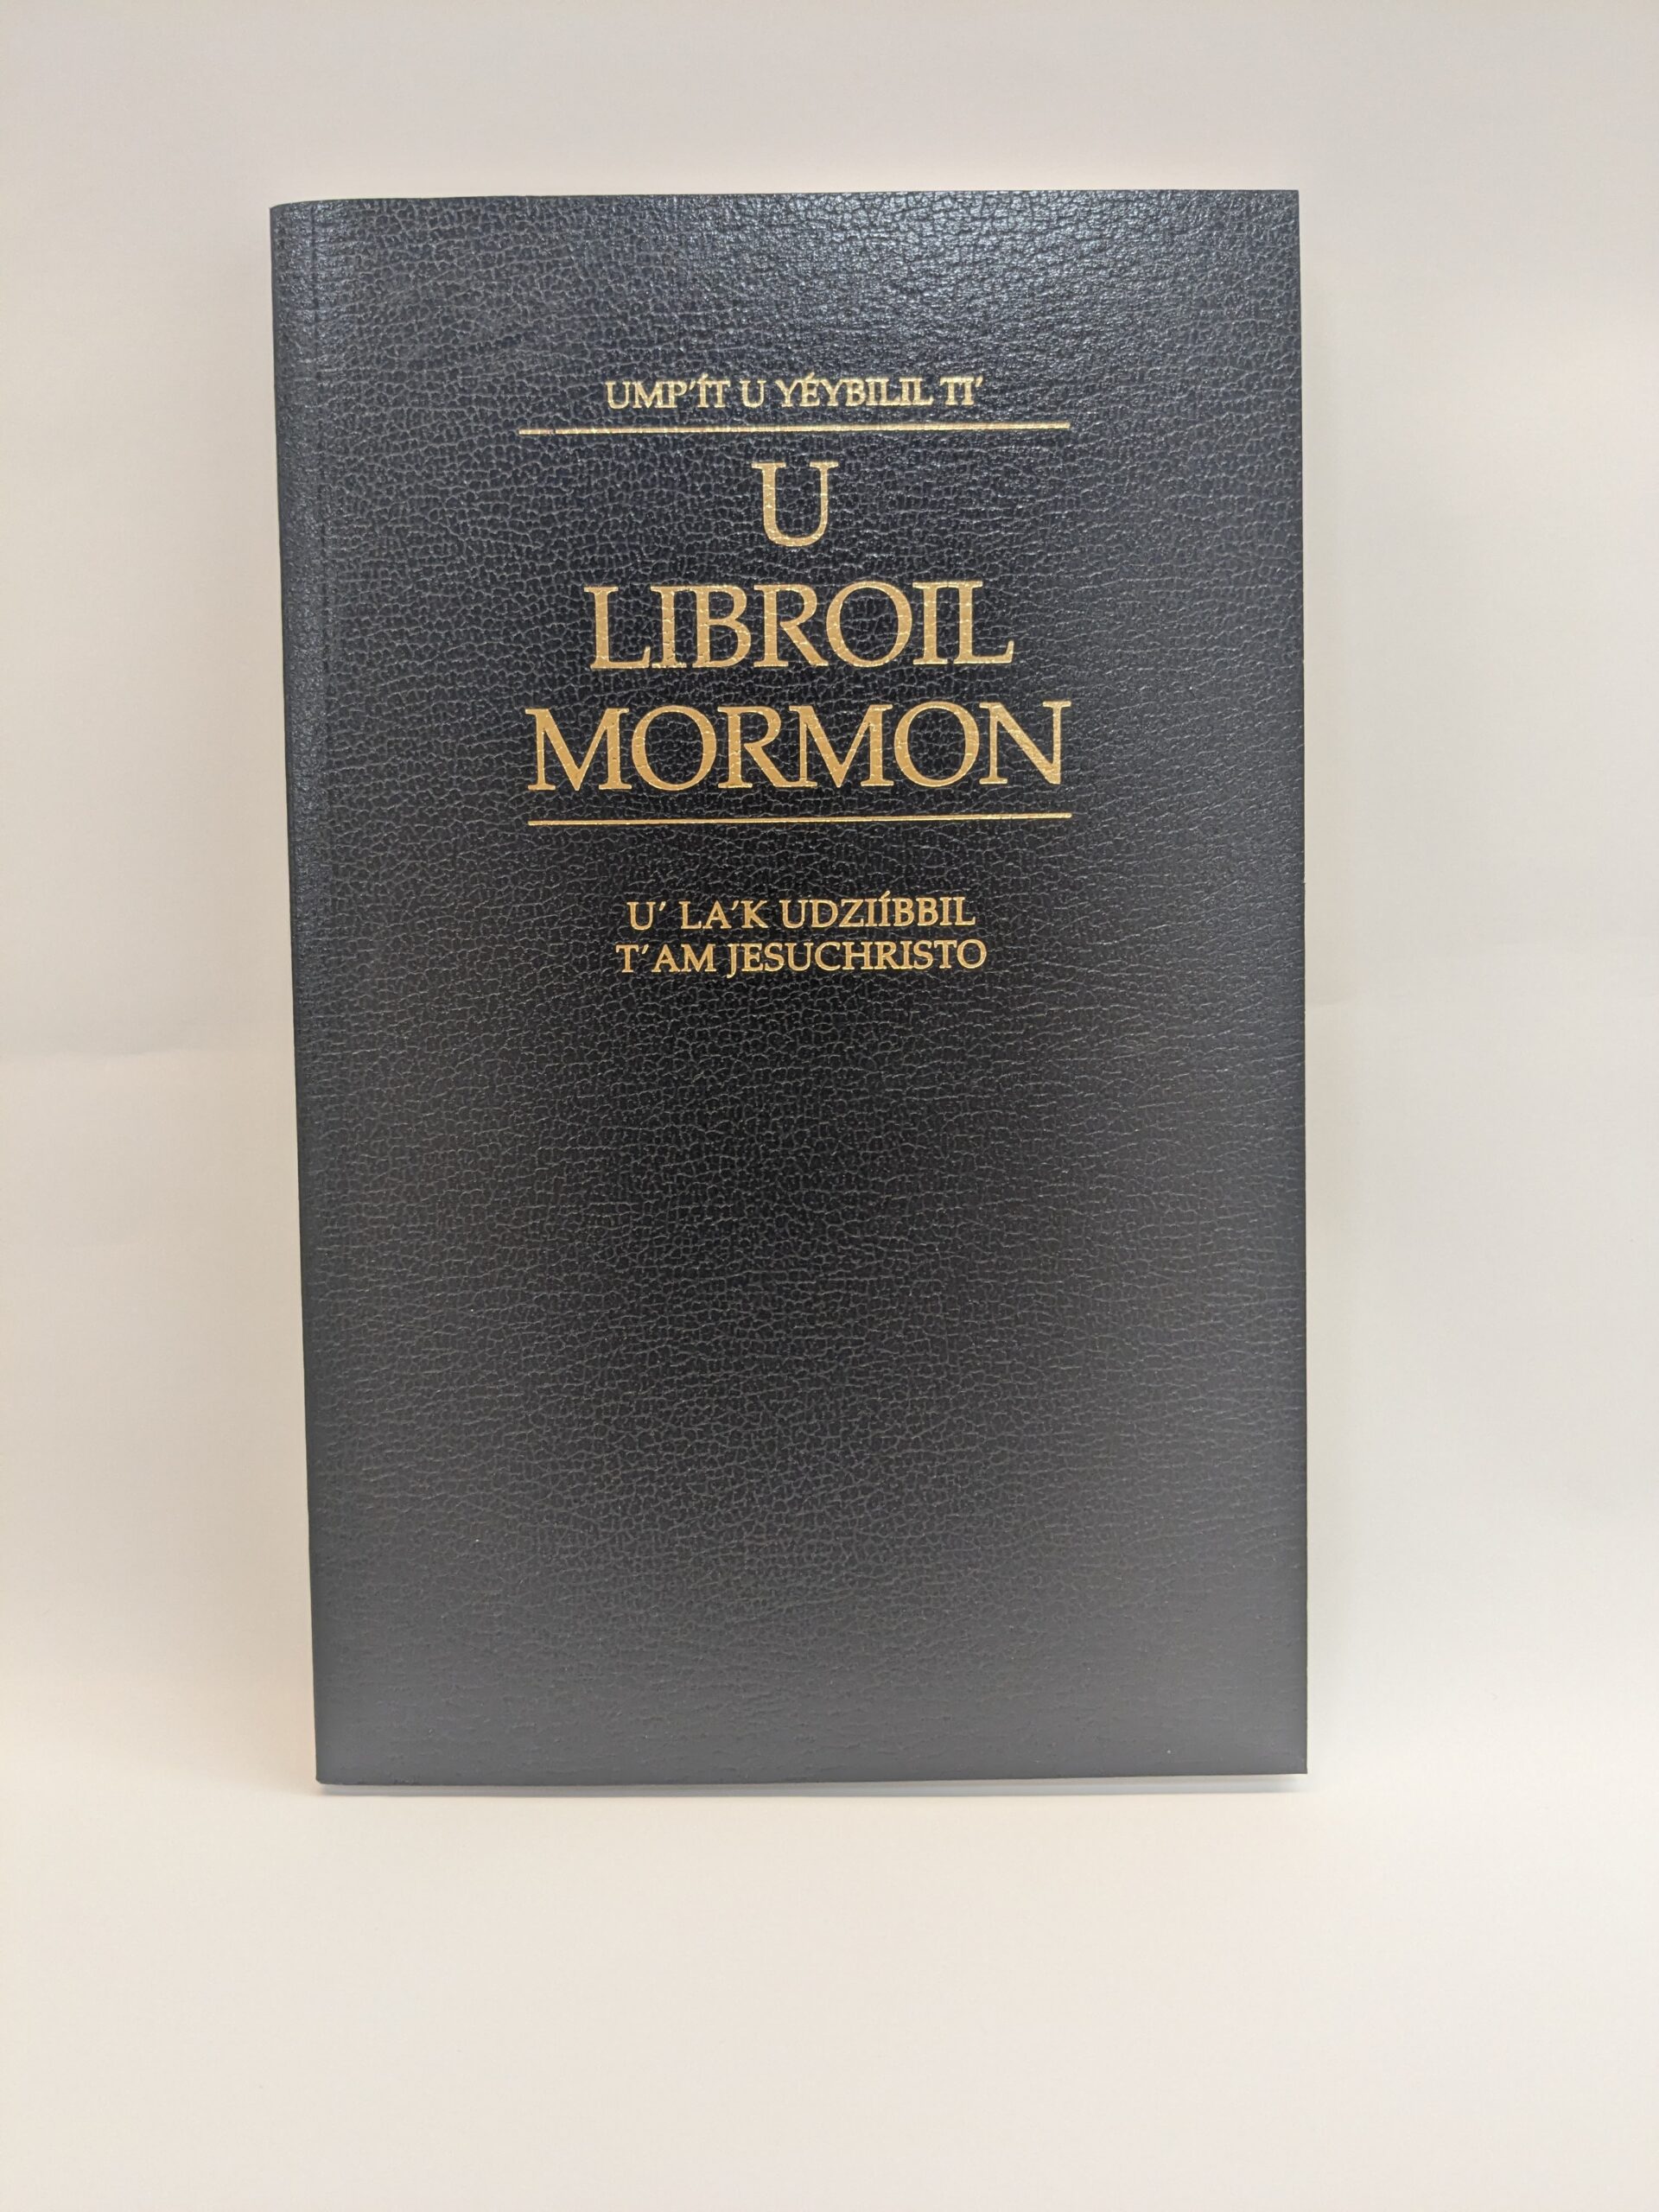 UMP'ÍT U YÉYBILIL TI'
U
LIBROIL
MORMON
U' LA'K UDZIÍBBIL
T'AM JESUCHRISTO